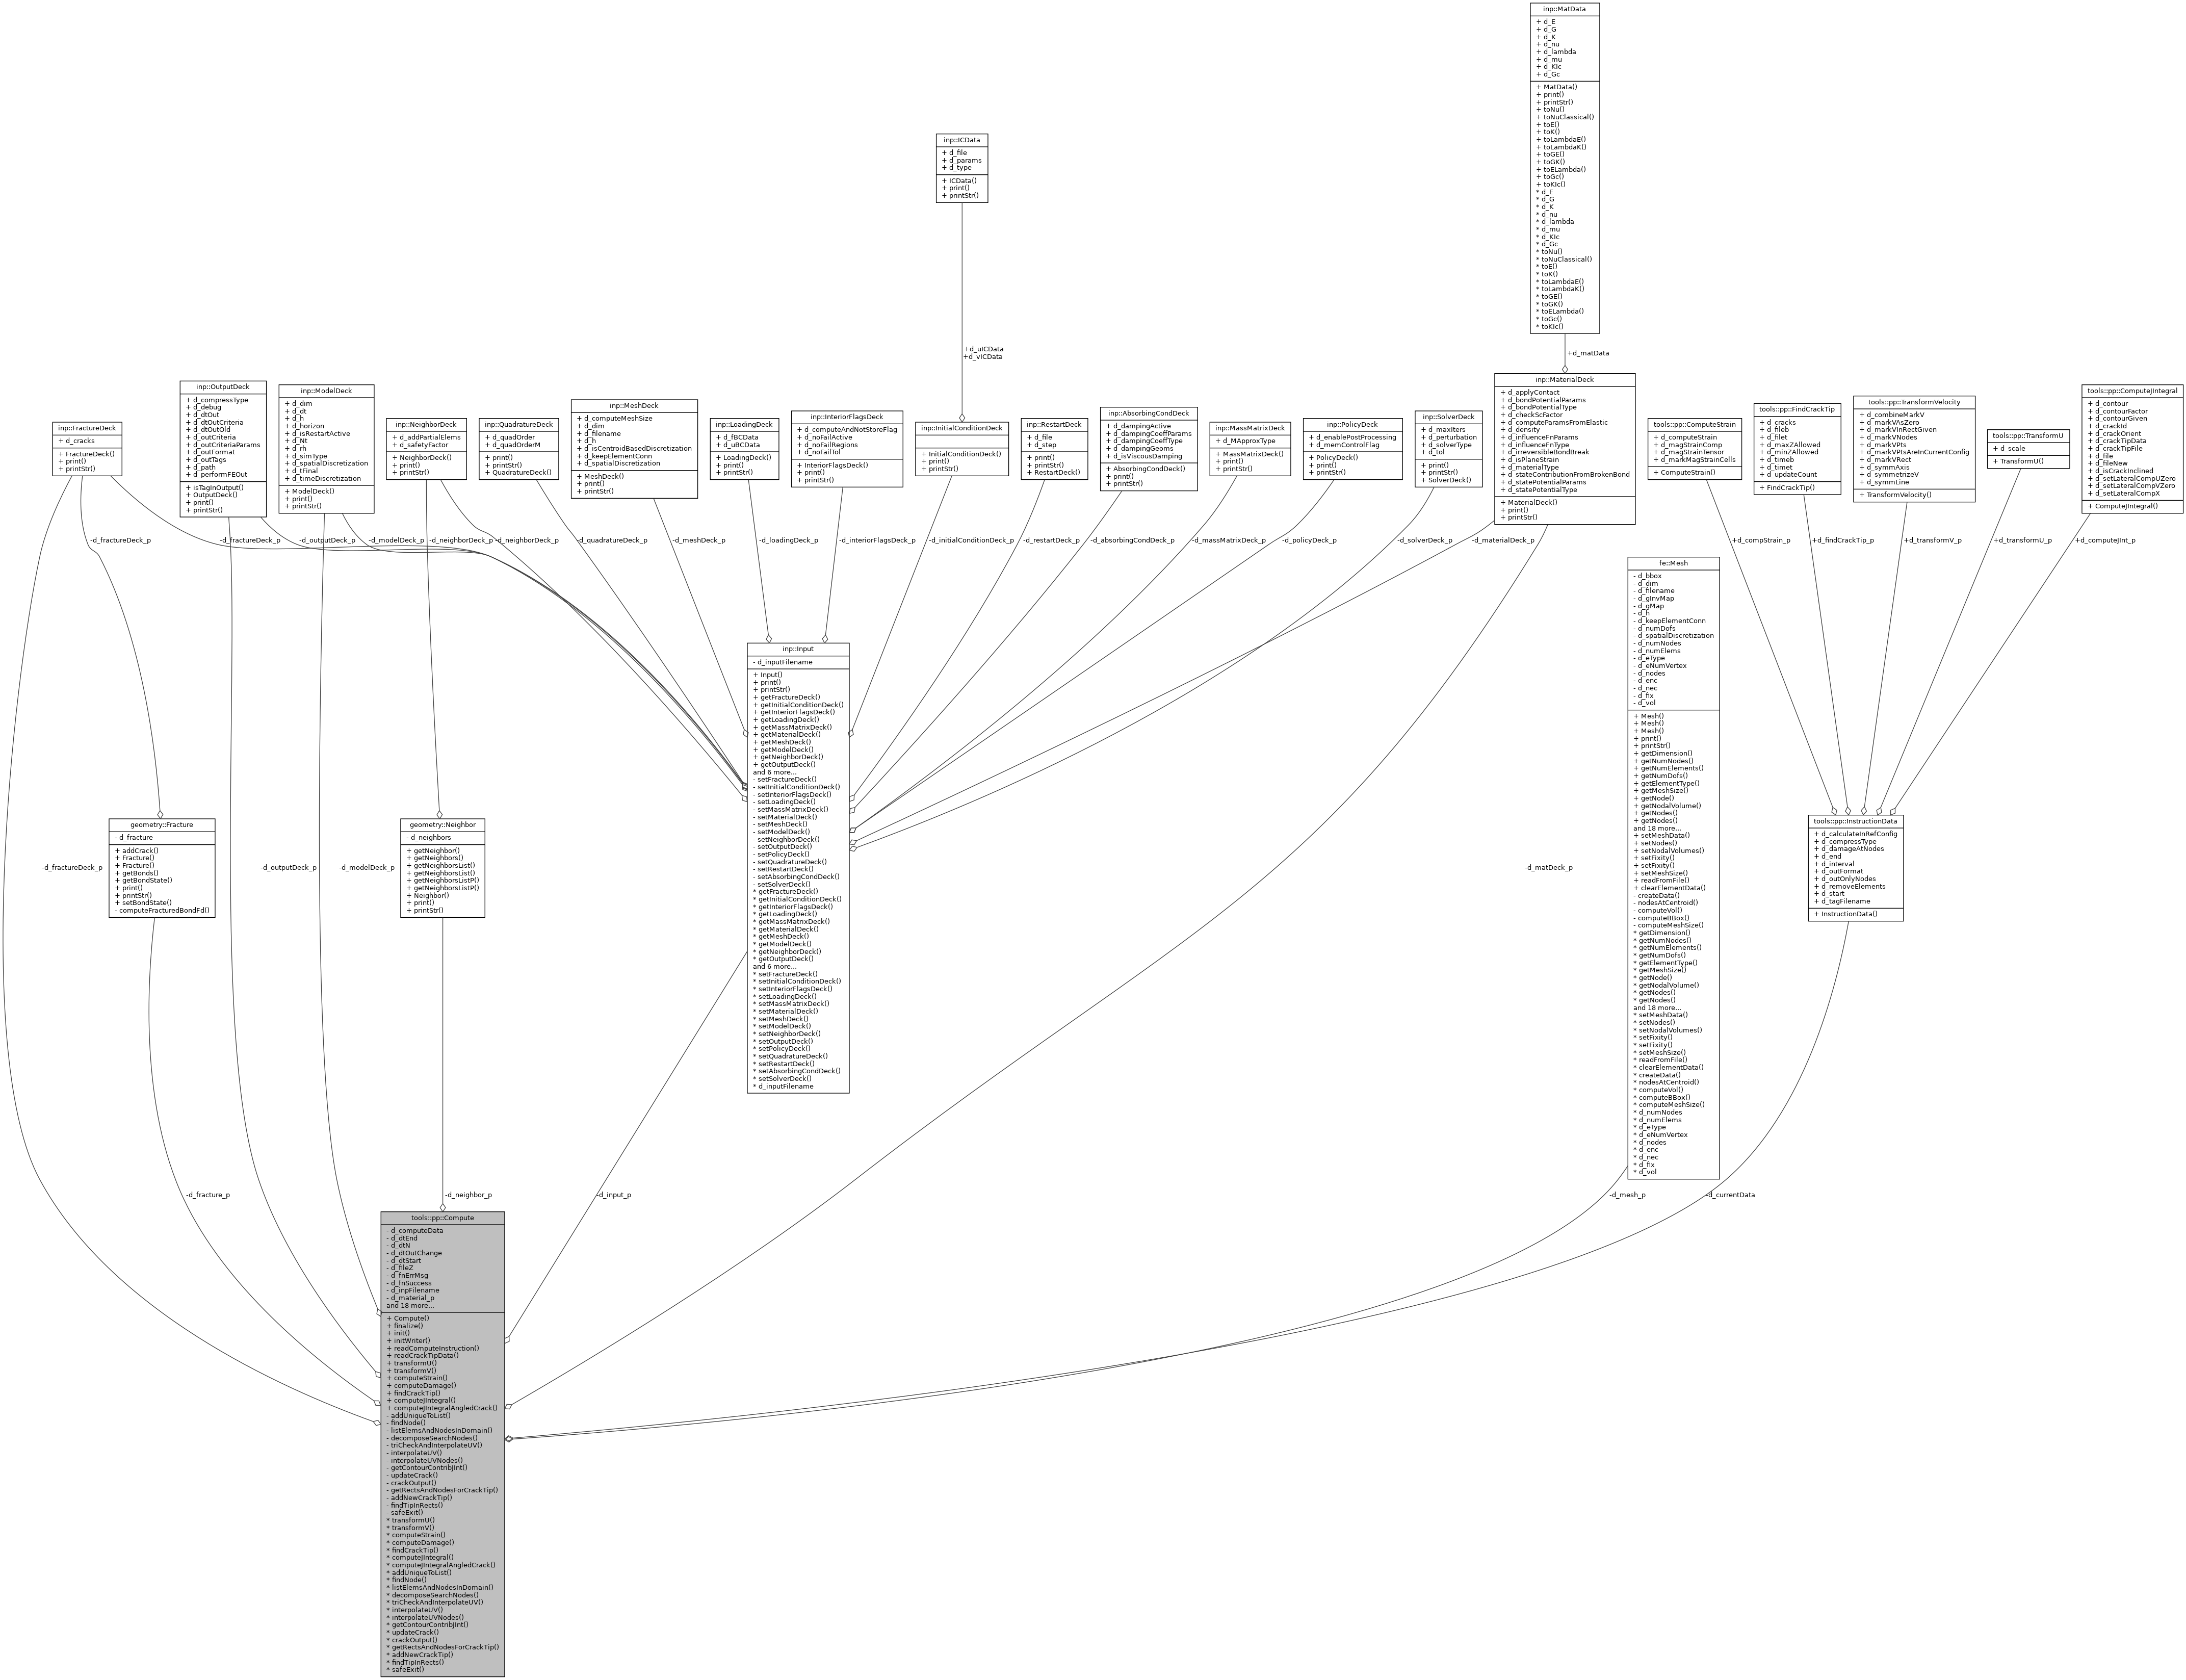 inp::MatData
+ d_E
+ d_G
+ d_K
+ d_nu
+ d_lambda
+ d_mu
+ d_KIc
+ d_Gc
+ MatData()
+ print()
+ printStr()
+ toNu()
+ toNuClassical()
+ toE()
+ toK()
+ toLambdaE()
+ toLambdaK()
+ toGE()
+ toGK()
+ toELambda()
+ toGc()
+ toKIc()
* d_E
* d_G
* d_K
* d_nu
* d_lambda
* d_mu
* d_KIc
* d_Gc
* toNu()
* toNuClassical()
* toE()
* toK()
* toLambdaE()
* toLambdaK()
* toGE()
* toGK()
* toELambda()
* toGc()
* toKIc()
inp::ICData
+ d_file
+ d_params
+ d_type
+ ICData()
+ print()
+ printStr()
+d_uICData
+d_vICData
+d_matData
inp::FractureDeck
+ d_cracks
+ FractureDeck()
+ print()
+ printStr()
inp::OutputDeck
+ d_compressType
+ d_debug
+ d_dtOut
+ d_dtOutCriteria
+ d_dtOutOld
+ d_outCriteria
+ d_outCriteriaParams
+ d_outFormat
+ d_outTags
+ d_path
+ d_performFEOut
+ isTagInOutput()
+ OutputDeck()
+ print()
+ printStr()
inp::ModelDeck
+ d_dim
+ d_dt
+ d_h
+ d_horizon
+ d_isRestartActive
+ d_Nt
+ d_rh
+ d_simType
+ d_spatialDiscretization
+ d_tFinal
+ d_timeDiscretization
+ ModelDeck()
+ print()
+ printStr()
inp::NeighborDeck
+ d_addPartialElems
+ d_safetyFactor
+ NeighborDeck()
+ print()
+ printStr()
inp::QuadratureDeck
+ d_quadOrder
+ d_quadOrderM
+ print()
+ printStr()
+ QuadratureDeck()
inp::MeshDeck
+ d_computeMeshSize
+ d_dim
+ d_filename
+ d_h
+ d_isCentroidBasedDiscretization
+ d_keepElementConn
+ d_spatialDiscretization
+ MeshDeck()
+ print()
+ printStr()
inp::LoadingDeck
+ d_fBCData
+ d_uBCData
+ LoadingDeck()
+ print()
+ printStr()
inp::InteriorFlagsDeck
+ d_computeAndNotStoreFlag
+ d_noFailActive
+ d_noFailRegions
+ d_noFailTol
+ InteriorFlagsDeck()
+ print()
+ printStr()
inp::InitialConditionDeck
+ InitialConditionDeck()
+ print()
+ printStr()
inp::RestartDeck
+ d_file
+ d_step
+ print()
+ printStr()
+ RestartDeck()
inp::AbsorbingCondDeck
+ d_dampingActive
+ d_dampingCoeffParams
+ d_dampingCoeffType
+ d_dampingGeoms
+ d_isViscousDamping
+ AbsorbingCondDeck()
+ print()
+ printStr()
inp::MassMatrixDeck
+ d_MApproxType
+ MassMatrixDeck()
+ print()
+ printStr()
inp::PolicyDeck
+ d_enablePostProcessing
+ d_memControlFlag
+ PolicyDeck()
+ print()
+ printStr()
inp::SolverDeck
+ d_maxIters
+ d_perturbation
+ d_solverType
+ d_tol
+ print()
+ printStr()
+ SolverDeck()
inp::MaterialDeck
+ d_applyContact
+ d_bondPotentialParams
+ d_bondPotentialType
+ d_checkScFactor
+ d_computeParamsFromElastic
+ d_density
+ d_influenceFnParams
+ d_influenceFnType
+ d_irreversibleBondBreak
+ d_isPlaneStrain
+ d_materialType
+ d_stateContributionFromBrokenBond
+ d_statePotentialParams
+ d_statePotentialType
+ MaterialDeck()
+ print()
+ printStr()
tools::pp::ComputeStrain
+ d_computeStrain
+ d_magStrainComp
+ d_magStrainTensor
+ d_markMagStrainCells
+ ComputeStrain()
tools::pp::FindCrackTip
+ d_cracks
+ d_fileb
+ d_filet
+ d_maxZAllowed
+ d_minZAllowed
+ d_timeb
+ d_timet
+ d_updateCount
+ FindCrackTip()
tools::pp::TransformVelocity
+ d_combineMarkV
+ d_markVAsZero
+ d_markVInRectGiven
+ d_markVNodes
+ d_markVPts
+ d_markVPtsAreInCurrentConfig
+ d_markVRect
+ d_symmAxis
+ d_symmetrizeV
+ d_symmLine
+ TransformVelocity()
tools::pp::TransformU
+ d_scale
+ TransformU()
tools::pp::ComputeJIntegral
+ d_contour
+ d_contourFactor
+ d_contourGiven
+ d_crackId
+ d_crackOrient
+ d_crackTipData
+ d_crackTipFile
+ d_file
+ d_fileNew
+ d_isCrackInclined
+ d_setLateralCompUZero
+ d_setLateralCompVZero
+ d_setLateralCompX
+ ComputeJIntegral()
-d_fractureDeck_p
-d_fractureDeck_p
-d_outputDeck_p
-d_modelDeck_p
-d_neighborDeck_p
-d_neighborDeck_p
-d_quadratureDeck_p
-d_meshDeck_p
-d_loadingDeck_p
-d_interiorFlagsDeck_p
-d_initialConditionDeck_p
-d_restartDeck_p
-d_absorbingCondDeck_p
-d_massMatrixDeck_p
-d_policyDeck_p
-d_solverDeck_p
-d_materialDeck_p
+d_compStrain_p
+d_findCrackTip_p
+d_transformV_p
+d_transformU_p
+d_computeJInt_p
fe::Mesh
- d_bbox
- d_dim
- d_filename
- d_gInvMap
- d_gMap
- d_h
- d_keepElementConn
- d_numDofs
- d_spatialDiscretization
- d_numNodes
- d_numElems
- d_eType
- d_eNumVertex
- d_nodes
- d_enc
- d_nec
- d_fix
- d_vol
+ Mesh()
+ Mesh()
+ Mesh()
+ print()
+ printStr()
+ getDimension()
+ getNumNodes()
+ getNumElements()
+ getNumDofs()
+ getElementType()
+ getMeshSize()
+ getNode()
+ getNodalVolume()
+ getNodes()
+ getNodes()
and 18 more...
+ setMeshData()
+ setNodes()
+ setNodalVolumes()
+ setFixity()
+ setFixity()
+ setMeshSize()
+ readFromFile()
+ clearElementData()
- createData()
- nodesAtCentroid()
- computeVol()
- computeBBox()
- computeMeshSize()
* getDimension()
* getNumNodes()
* getNumElements()
* getNumDofs()
* getElementType()
* getMeshSize()
* getNode()
* getNodalVolume()
* getNodes()
* getNodes()
and 18 more...
* setMeshData()
* setNodes()
* setNodalVolumes()
* setFixity()
* setFixity()
* setMeshSize()
* readFromFile()
* clearElementData()
* createData()
* nodesAtCentroid()
* computeVol()
* computeBBox()
* computeMeshSize()
* d_numNodes
* d_numElems
* d_eType
* d_eNumVertex
* d_nodes
* d_enc
* d_nec
* d_fix
* d_vol
inp::Input
- d_inputFilename
+ Input()
+ print()
+ printStr()
+ getFractureDeck()
+ getInitialConditionDeck()
+ getInteriorFlagsDeck()
+ getLoadingDeck()
+ getMassMatrixDeck()
+ getMaterialDeck()
+ getMeshDeck()
+ getModelDeck()
+ getNeighborDeck()
+ getOutputDeck()
and 6 more...
- setFractureDeck()
- setInitialConditionDeck()
- setInteriorFlagsDeck()
- setLoadingDeck()
- setMassMatrixDeck()
- setMaterialDeck()
- setMeshDeck()
- setModelDeck()
- setNeighborDeck()
- setOutputDeck()
- setPolicyDeck()
- setQuadratureDeck()
- setRestartDeck()
- setAbsorbingCondDeck()
- setSolverDeck()
* getFractureDeck()
* getInitialConditionDeck()
* getInteriorFlagsDeck()
* getLoadingDeck()
* getMassMatrixDeck()
* getMaterialDeck()
* getMeshDeck()
* getModelDeck()
* getNeighborDeck()
* getOutputDeck()
and 6 more...
* setFractureDeck()
* setInitialConditionDeck()
* setInteriorFlagsDeck()
* setLoadingDeck()
* setMassMatrixDeck()
* setMaterialDeck()
* setMeshDeck()
* setModelDeck()
* setNeighborDeck()
* setOutputDeck()
* setPolicyDeck()
* setQuadratureDeck()
* setRestartDeck()
* setAbsorbingCondDeck()
* setSolverDeck()
* d_inputFilename
geometry::Fracture
- d_fracture
+ addCrack()
+ Fracture()
+ Fracture()
+ getBonds()
+ getBondState()
+ print()
+ printStr()
+ setBondState()
- computeFracturedBondFd()
geometry::Neighbor
- d_neighbors
+ getNeighbor()
+ getNeighbors()
+ getNeighborsList()
+ getNeighborsList()
+ getNeighborsListP()
+ getNeighborsListP()
+ Neighbor()
+ print()
+ printStr()
tools::pp::InstructionData
+ d_calculateInRefConfig
+ d_compressType
+ d_damageAtNodes
+ d_end
+ d_interval
+ d_outFormat
+ d_outOnlyNodes
+ d_removeElements
+ d_start
+ d_tagFilename
+ InstructionData()
-d_fractureDeck_p
-d_outputDeck_p
-d_modelDeck_p
-d_matDeck_p
-d_fracture_p
-d_neighbor_p
-d_input_p
-d_mesh_p
-d_currentData
tools::pp::Compute
- d_computeData
- d_dtEnd
- d_dtN
- d_dtOutChange
- d_dtStart
- d_fileZ
- d_fnErrMsg
- d_fnSuccess
- d_inpFilename
- d_material_p
and 18 more...
+ Compute()
+ finalize()
+ init()
+ initWriter()
+ readComputeInstruction()
+ readCrackTipData()
+ transformU()
+ transformV()
+ computeStrain()
+ computeDamage()
+ findCrackTip()
+ computeJIntegral()
+ computeJIntegralAngledCrack()
- addUniqueToList()
- findNode()
- listElemsAndNodesInDomain()
- decomposeSearchNodes()
- triCheckAndInterpolateUV()
- interpolateUV()
- interpolateUVNodes()
- getContourContribJInt()
- updateCrack()
- crackOutput()
- getRectsAndNodesForCrackTip()
- addNewCrackTip()
- findTipInRects()
- safeExit()
* transformU()
* transformV()
* computeStrain()
* computeDamage()
* findCrackTip()
* computeJIntegral()
* computeJIntegralAngledCrack()
* addUniqueToList()
* findNode()
* listElemsAndNodesInDomain()
* decomposeSearchNodes()
* triCheckAndInterpolateUV()
* interpolateUV()
* interpolateUVNodes()
* getContourContribJInt()
* updateCrack()
* crackOutput()
* getRectsAndNodesForCrackTip()
* addNewCrackTip()
* findTipInRects()
* safeExit()